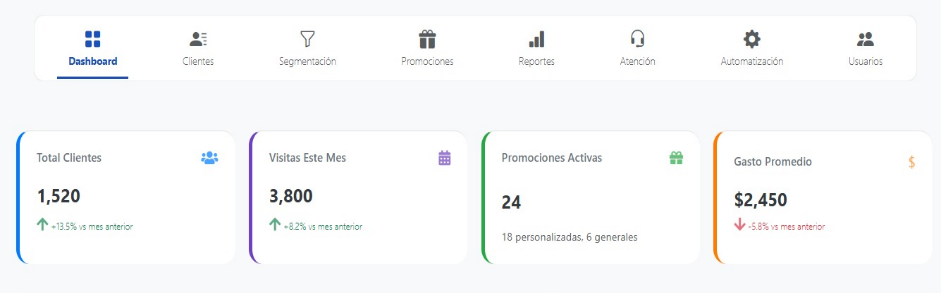 Dashboard
Clientes
Segmentación
Promociones
Reportes
Atención
Automatización
Usuarios
Total Clientes
1,520
+13.5% vs mes anterior
Visitas Este Mes
3,800
+8.2% vs mes anterior
Promociones Activas
24
18 personalizadas, 6 generales
Gasto Promedio
$
$2,450
-5.8% vs mes anterior